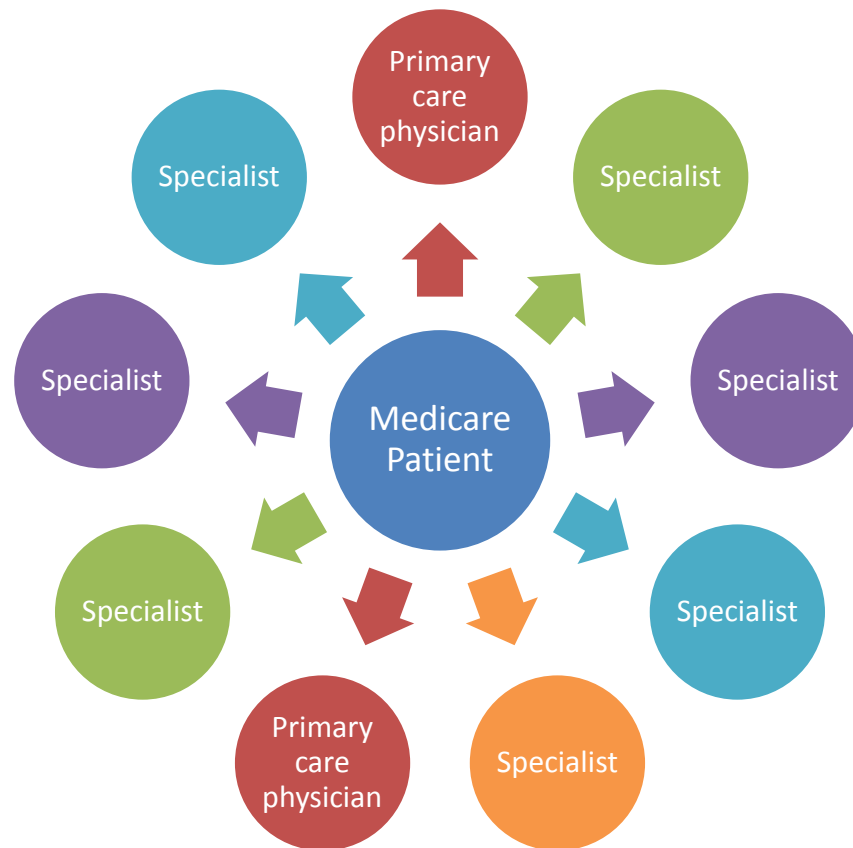 Primary
care
physician
Specialist
Specialist
Specialist
Specialist
Medicare
Patient
Specialist
Specialist
Primary
care
physician
Specialist